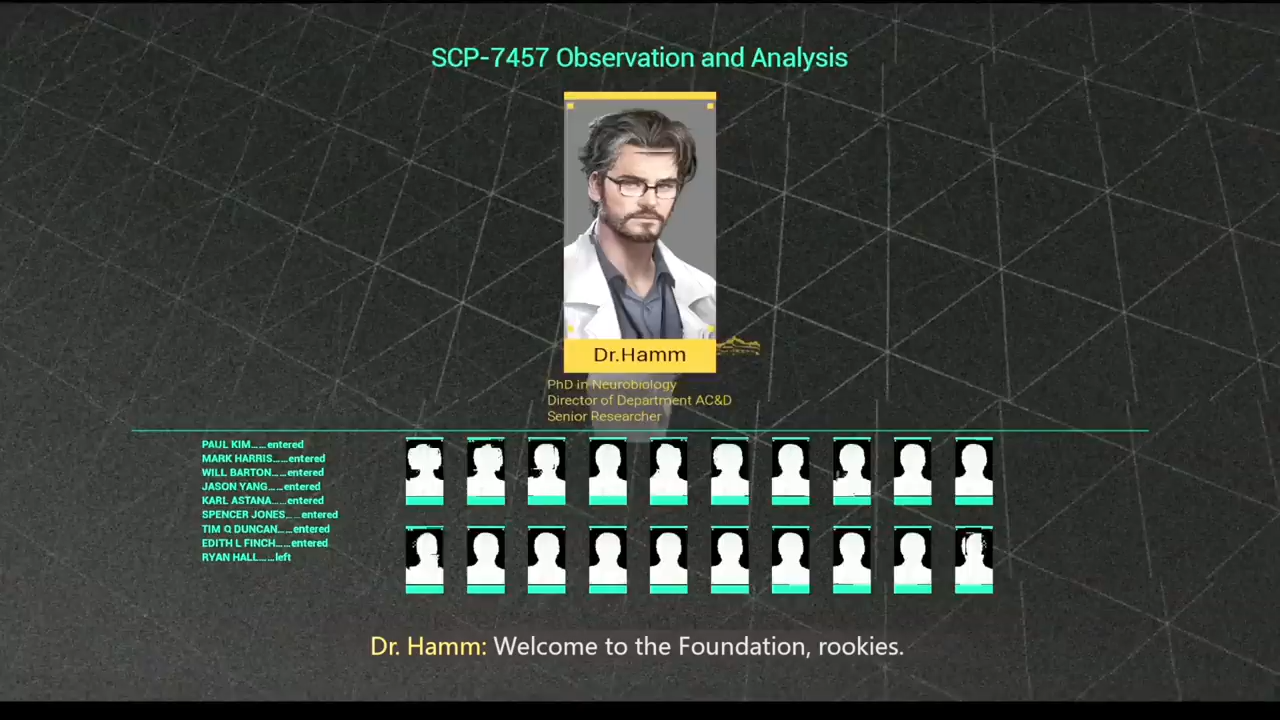 SCP-7457 Observation and Analysis
Dr.Hamm
PhD in Neurobiology
Director of Department AC&D
Senior Researcher
PAUL KIM......entered
MARK HARRIS......entered
WILL BARTON......entered
JASON YANG......entered
KARL ASTANA......entered
SPENCER JONES......entered
TIM Q DUNCAN......entered
EDITH L FINCH......entered
RYAN HALL......left
Dr. Hamm: Welcome to the Foundation, rookies.